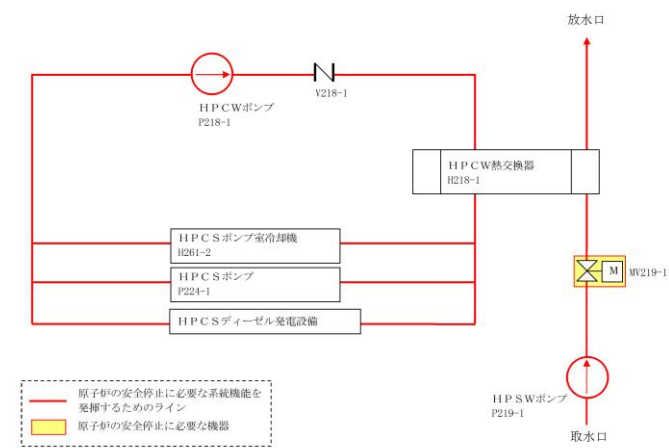 放水口
HPCWポンプ
P218-1
V218-1
HPCW熱交換器
H218-1
HPCSポンプ室冷却機
H261-2
HPCSポンプ
P224-1
HPCSディーゼル発電設備
M
MV219-1
HPSWポンプ
P219-1
取水口
原子炉の安全停止に必要な系統機能を
発揮するためのライン
原子炉の安全停止に必要な機器